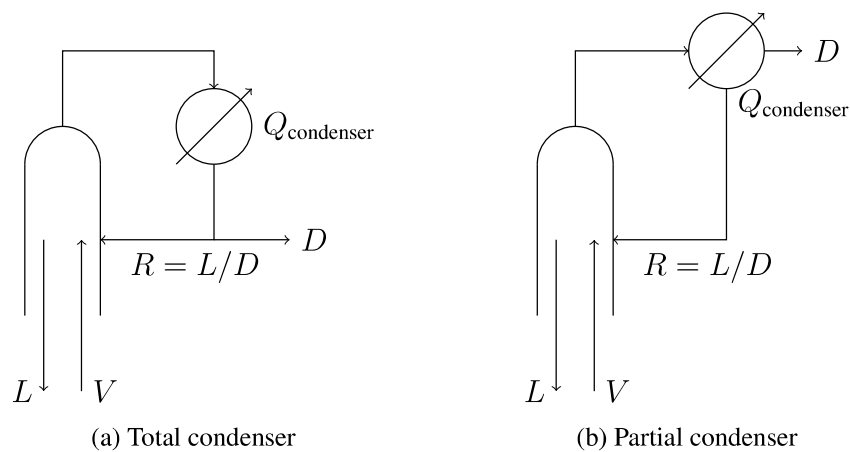 Q_condenser
D
R = L/D
L
V
(a) Total condenser
D
Q_condenser
R = L/D
L
V
(b) Partial condenser